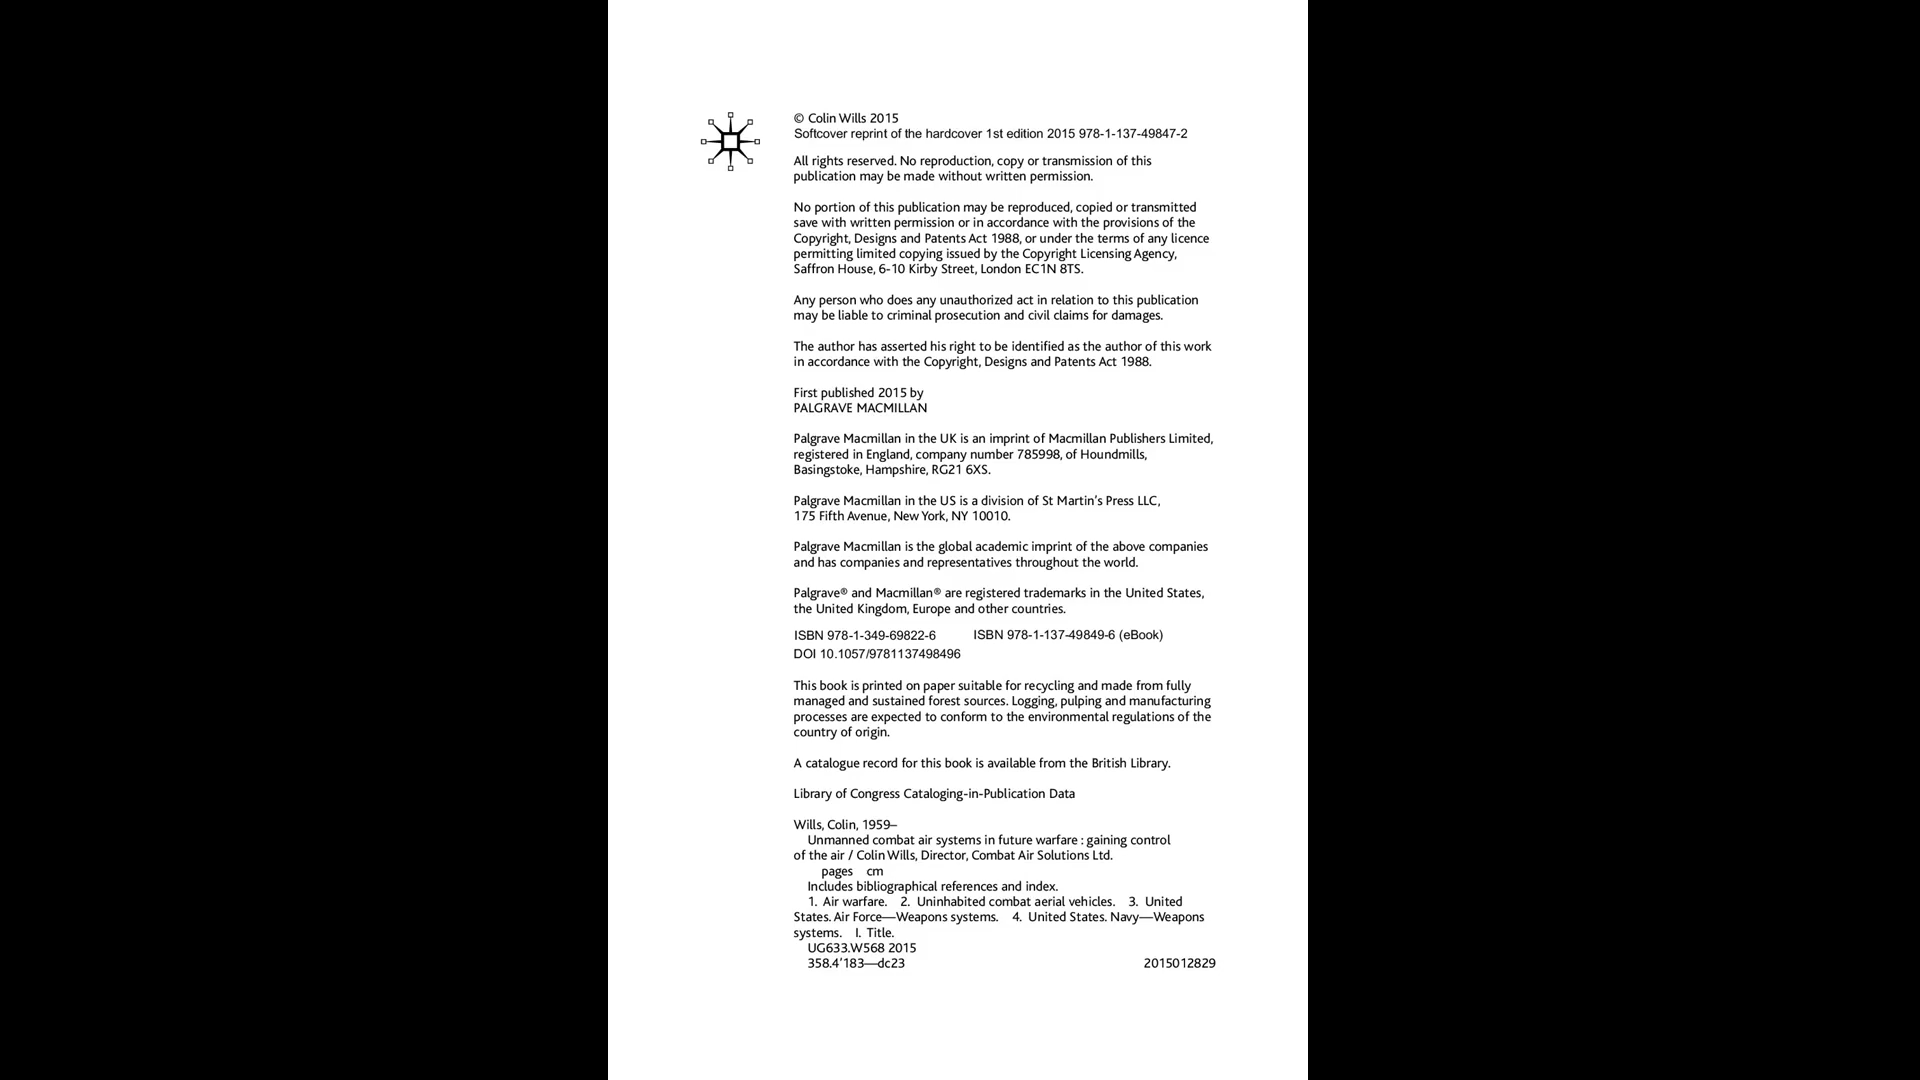 © Colin Wills 2015
Softcover reprint of the hardcover 1st edition 2015 978-1-137-49847-2
All rights reserved. No reproduction, copy or transmission of this
publication may be made without written permission.
No portion of this publication may be reproduced, copied or transmitted
save with written permission or in accordance with the provisions of the
Copyright, Designs and Patents Act 1988, or under the terms of any licence
permitting limited copying issued by the Copyright Licensing Agency,
Saffron House, 6-10 Kirby Street, London EC1N 8TS.
Any person who does any unauthorized act in relation to this publication
may be liable to criminal prosecution and civil claims for damages.
The author has asserted his right to be identified as the author of this work
in accordance with the Copyright, Designs and Patents Act 1988.
First published 2015 by
PALGRAVE MACMILLAN
Palgrave Macmillan in the UK is an imprint of Macmillan Publishers Limited,
registered in England, company number 785998, of Houndmills,
Basingstoke, Hampshire, RG21 6XS.
Palgrave Macmillan in the US is a division of St Martin's Press LLC,
175 Fifth Avenue, New York, NY 10010.
Palgrave Macmillan is the global academic imprint of the above companies
and has companies and representatives throughout the world.
Palgrave® and Macmillan® are registered trademarks in the United States,
the United Kingdom, Europe and other countries.
ISBN 978-1-349-69822-6 ISBN 978-1-137-49849-6 (eBook)
DOI 10.1057/9781137498496
This book is printed on paper suitable for recycling and made from fully
managed and sustained forest sources. Logging, pulping and manufacturing
processes are expected to conform to the environmental regulations of the
country of origin.
A catalogue record for this book is available from the British Library.
Library of Congress Cataloging-in-Publication Data
Wills, Colin, 1959–
Unmanned combat air systems in future warfare : gaining control
of the air / Colin Wills, Director, Combat Air Solutions Ltd.
pages cm
Includes bibliographical references and index.
1. Air warfare. 2. Uninhabited combat aerial vehicles. 3. United
States. Air Force—Weapons systems. 4. United States. Navy—Weapons
systems. I. Title.
UG633.W568 2015
358.4'183—dc23 2015012829